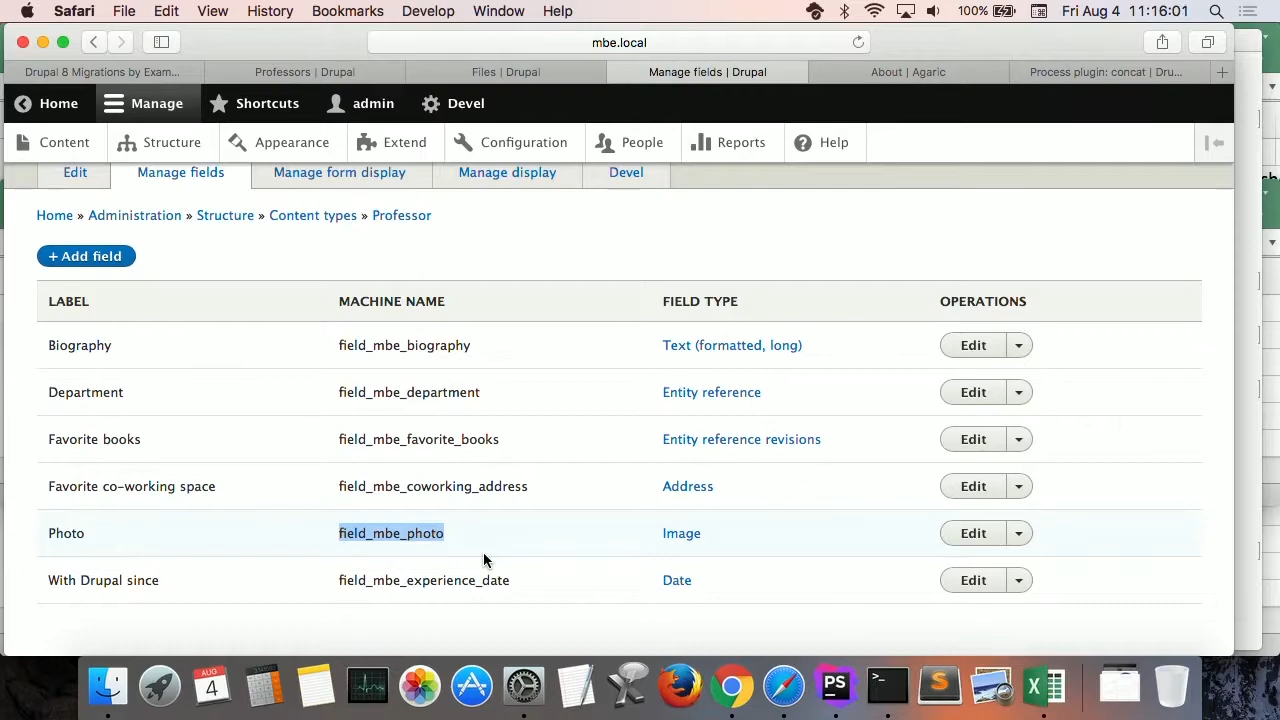 Safari File Edit View History Bookmarks Develop Window Help 100% Fri Aug 4 11:16:01
mbe.local
Drupal 8 Migrations by Exam... Professors | Drupal Files | Drupal Manage fields | Drupal About | Agaric Process plugin: concat | Dru... +
Home Manage Shortcuts admin Devel
Content Structure Appearance Extend Configuration People Reports Help
Edit Manage fields Manage form display Manage display Devel
Home » Administration » Structure » Content types » Professor
+ Add field
LABEL MACHINE NAME FIELD TYPE OPERATIONS
Biography field_mbe_biography Text (formatted, long) Edit
Department field_mbe_department Entity reference Edit
Favorite books field_mbe_favorite_books Entity reference revisions Edit
Favorite co-working space field_mbe_coworking_address Address Edit
Photo field_mbe_photo Image Edit
With Drupal since field_mbe_experience_date Date Edit
AUG
4
PS
>_
S